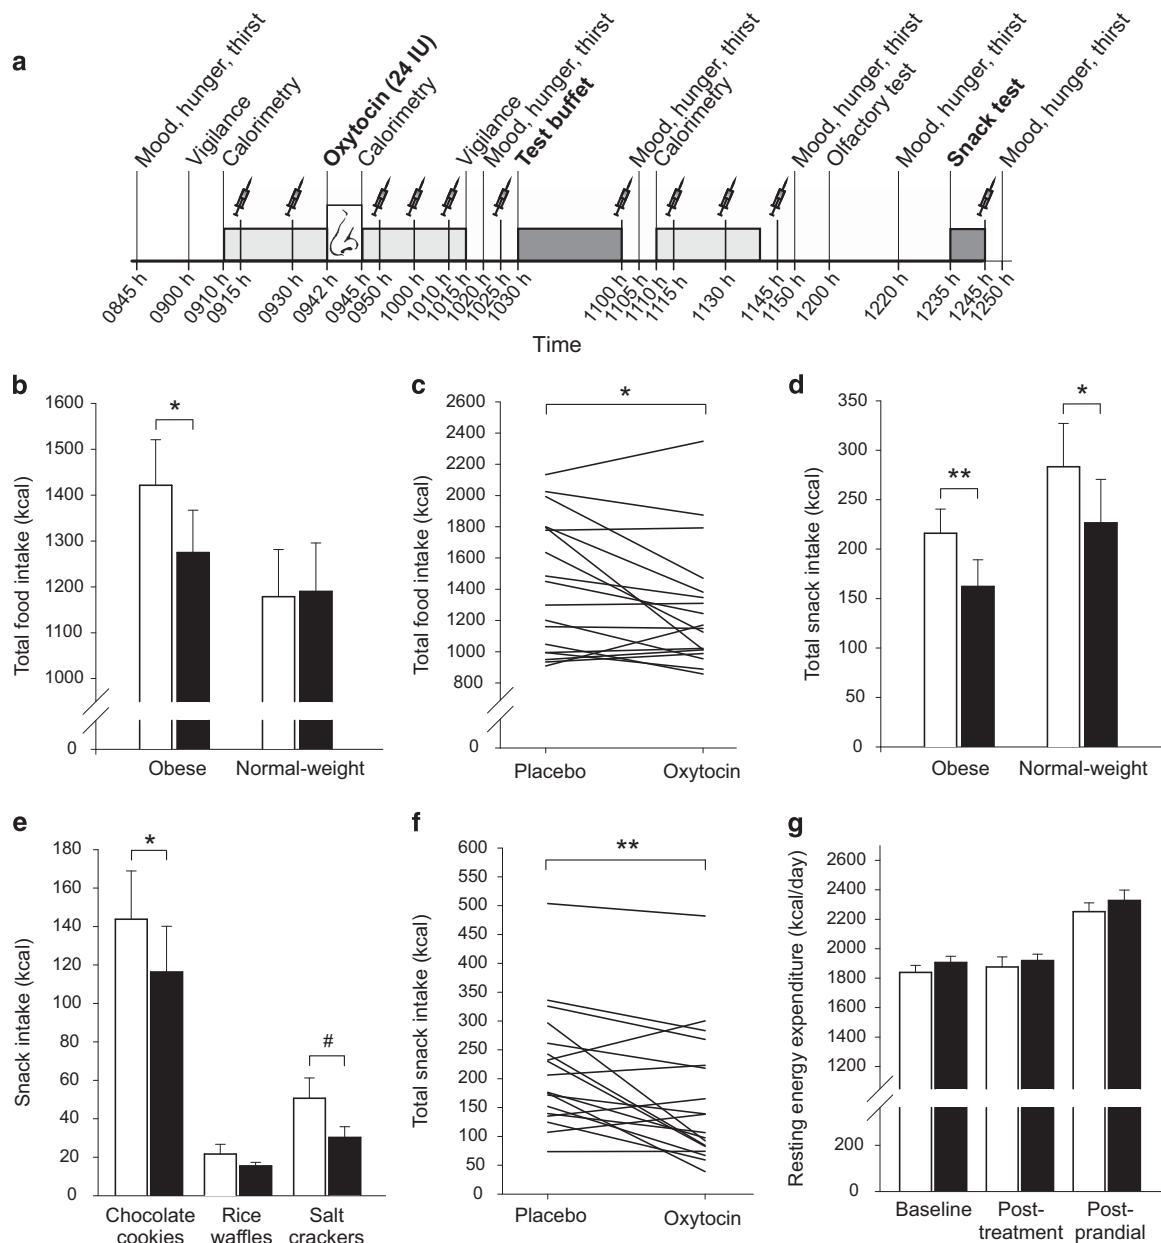 a
Mood, hunger, thirst
Vigilance
Calorimetry
Oxytocin (24 IU)
Calorimetry
Vigilance
Mood, hunger, thirst
Test buffet
Mood, hunger, thirst
Calorimetry
Mood, hunger, thirst
Olfactory test
Mood, hunger, thirst
Snack test
Mood, hunger, thirst
0845 h
0900 h
0910 h
0915 h
0930 h
0942 h
0945 h
0950 h
1000 h
1010 h
1015 h
1020 h
1025 h
1030 h
1100 h
1105 h
1110 h
1115 h
1130 h
1145 h
1150 h
1200 h
1220 h
1235 h
1245 h
1250 h
Time
b
Total food intake (kcal)
1600
1500
1400
1300
1200
1100
1000
0
*
Obese
Normal-weight
c
Total food intake (kcal)
2600
2400
2200
2000
1800
1600
1400
1200
1000
800
0
*
Placebo
Oxytocin
d
Total snack intake (kcal)
350
300
250
200
150
100
50
0
**
*
Obese
Normal-weight
e
Snack intake (kcal)
180
160
140
120
100
80
60
40
20
0
*
#
Chocolate
cookies
Rice
waffles
Salt
crackers
f
Total snack intake (kcal)
600
550
500
450
400
350
300
250
200
150
100
50
0
**
Placebo
Oxytocin
g
Resting energy expenditure (kcal/day)
2600
2400
2200
2000
1800
1600
1400
1200
200
0
Baseline
Post-
treatment
Post-
prandial